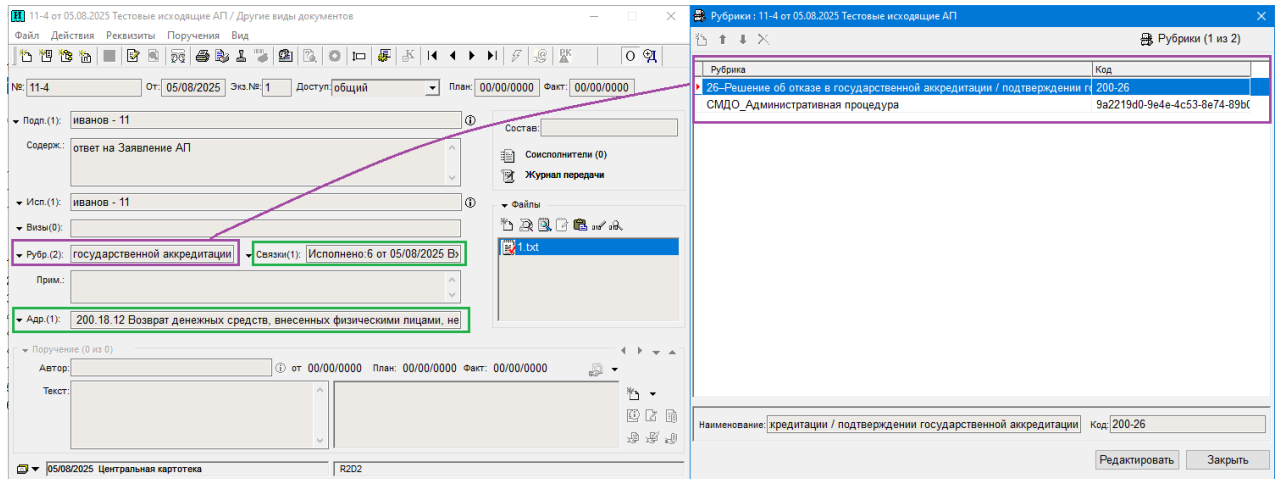 11-4 от 05.08.2025 Тестовые исходящие АП / Другие виды документов
Файл Действия Реквизиты Поручения Вид
№: 11-4 От: 05/08/2025 Экз.№: 1 Доступ: общий План: 00/00/0000 Факт: 00/00/0000
Подп.(1): иванов - 11
Состав:
Содерж.: ответ на Заявление АП
Соисполнители (0)
Журнал передачи
Исп.(1): иванов - 11
Файлы
Визы(0):
1.txt
Рубр.(2): государственной аккредитации Связки(1): Исполнено:6 от 05/08/2025
Прим.:
Адр.(1): 200.18.12 Возврат денежных средств, внесенных физическими лицами, не
Поручение (0 из 0)
Автор: от 00/00/0000 План: 00/00/0000 Факт: 00/00/0000
Текст:
05/08/2025 Центральная картотека R2D2
Рубрики : 11-4 от 05.08.2025 Тестовые исходящие АП
Рубрики (1 из 2)
Рубрика Код
26–Решение об отказе в государственной аккредитации / подтверждении 200-26
СМДО_Административная процедура 9a2219d0-9e4e-4c53-8e74-89b
Наименование: кредитации / подтверждении государственной аккредитации Код: 200-26
Редактировать Закрыть